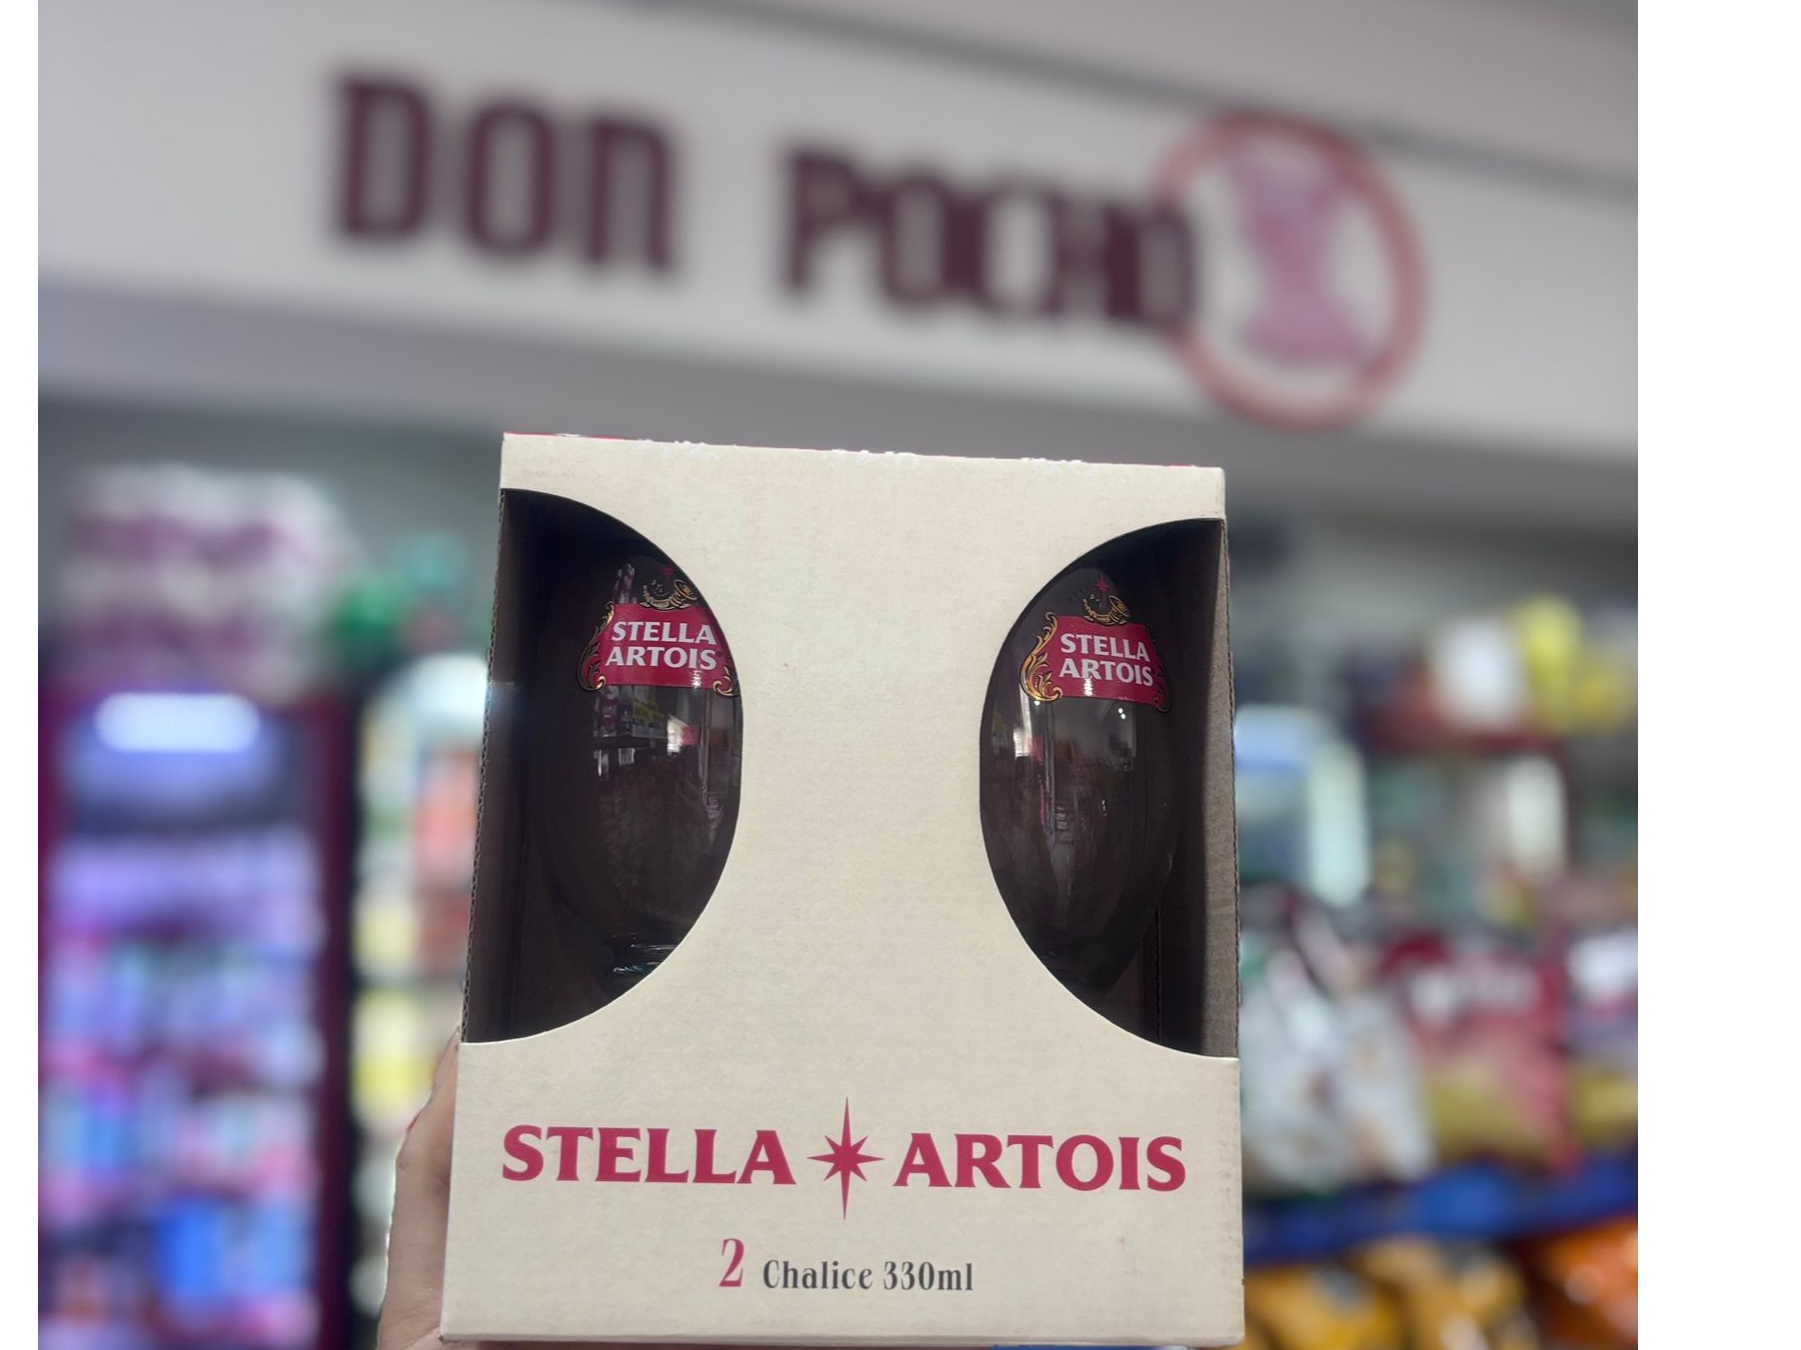 DON POCHO
STELLA
ARTOIS
STELLA
ARTOIS
STELLA ARTOIS
2 Chalice 330ml